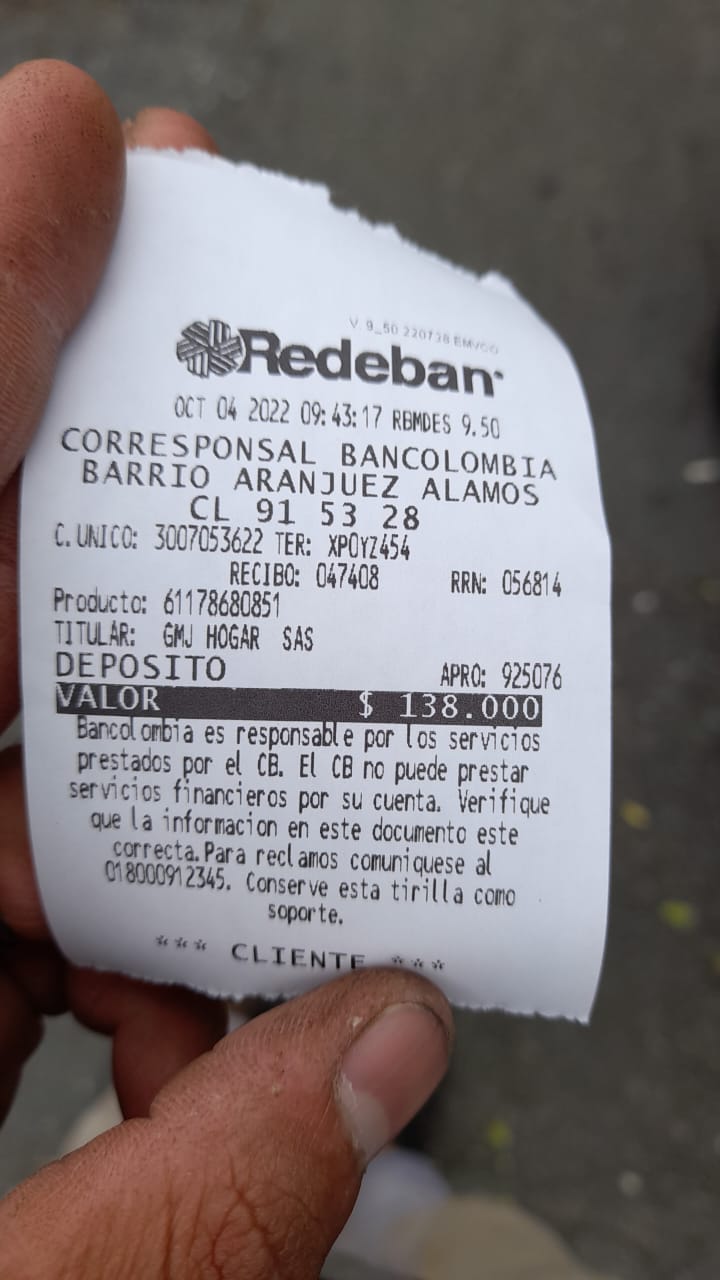 V. 9_50 220738 EMVCO
Redeban
OCT 04 2022 09:43:17 RBMDES 9.50
CORRESPONSAL BANCOLOMBIA
BARRIO ARANJUEZ ALAMOS
CL 91 53 28
C. UNICO: 3007053622 TER: XPOYZ454
RECIBO: 047408 RRN: 056814
Producto: 61178680851
TITULAR: GMJ HOGAR SAS
DEPOSITO APRO: 925076
VALOR $ 138.000
Bancolombia es responsable por los servicios
prestados por el CB. El CB no puede prestar
servicios financieros por su cuenta. Verifique
que la informacion en este documento este
correcta.Para reclamos comuniquese al
018000912345. Conserve esta tirilla como
soporte.
*** CLIENTE ***